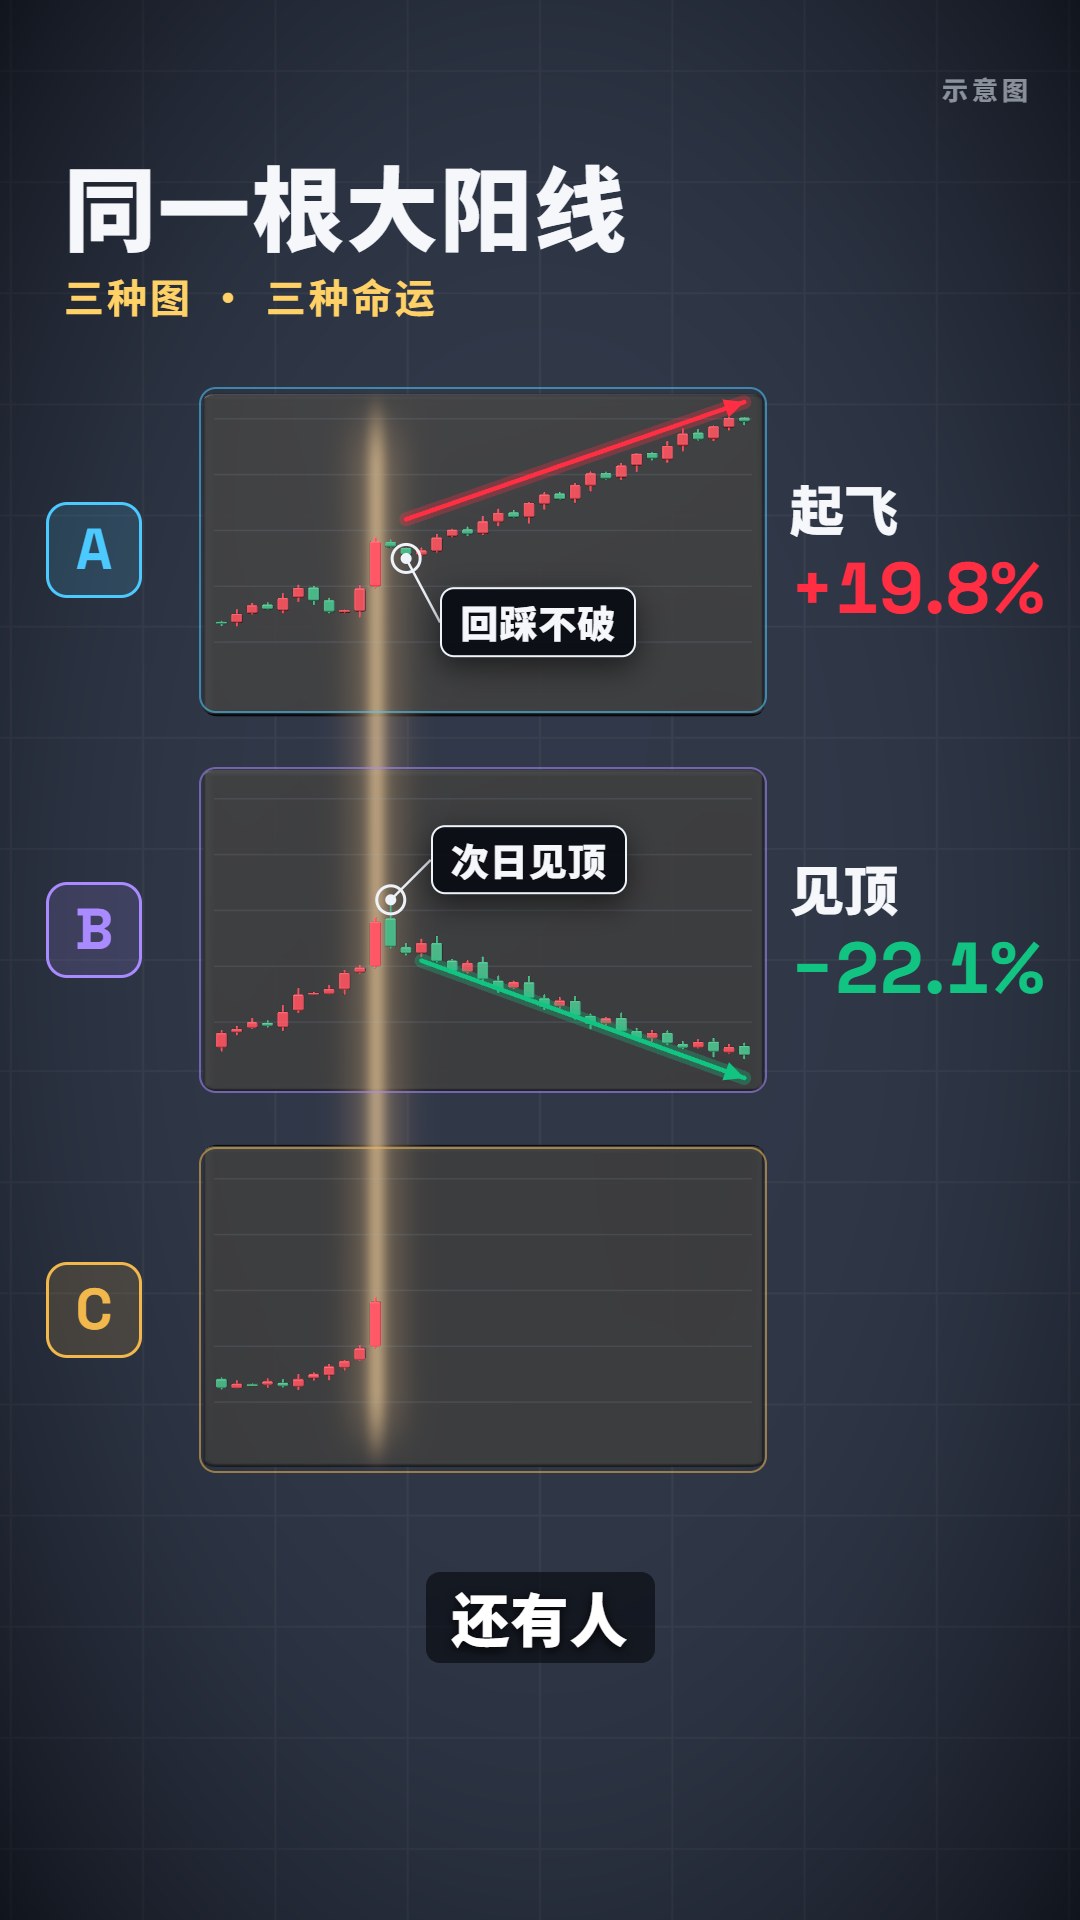 示意图
同一根大阳线
三种图 · 三种命运
A
回踩不破
起飞
+19.8%
B
次日见顶
见顶
-22.1%
C
还有人